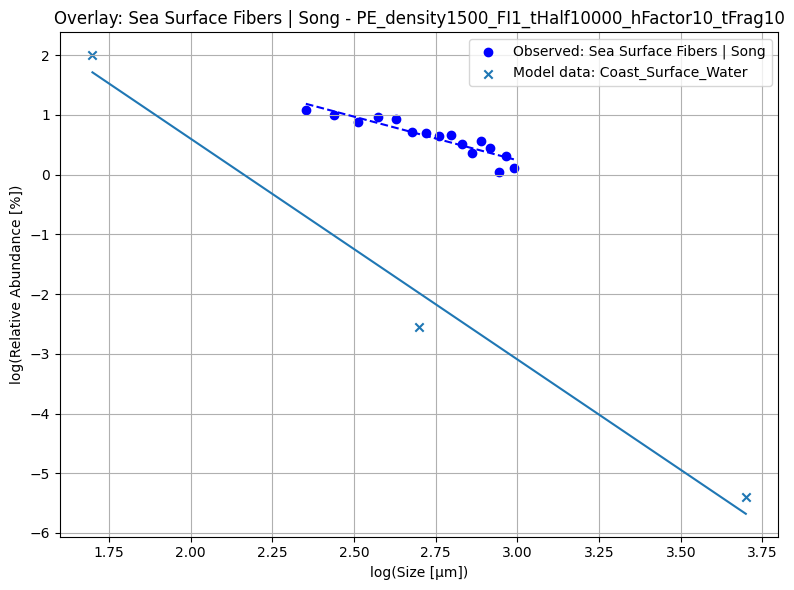 Overlay: Sea Surface Fibers | Song - PE_density1500_FI1_tHalf10000_hFactor10_tFrag10
Observed: Sea Surface Fibers | Song
Model data: Coast_Surface_Water
log(Relative Abundance [%])
2
1
0
−1
−2
−3
−4
−5
−6
1.75 2.00 2.25 2.50 2.75 3.00 3.25 3.50 3.75
log(Size [μm])